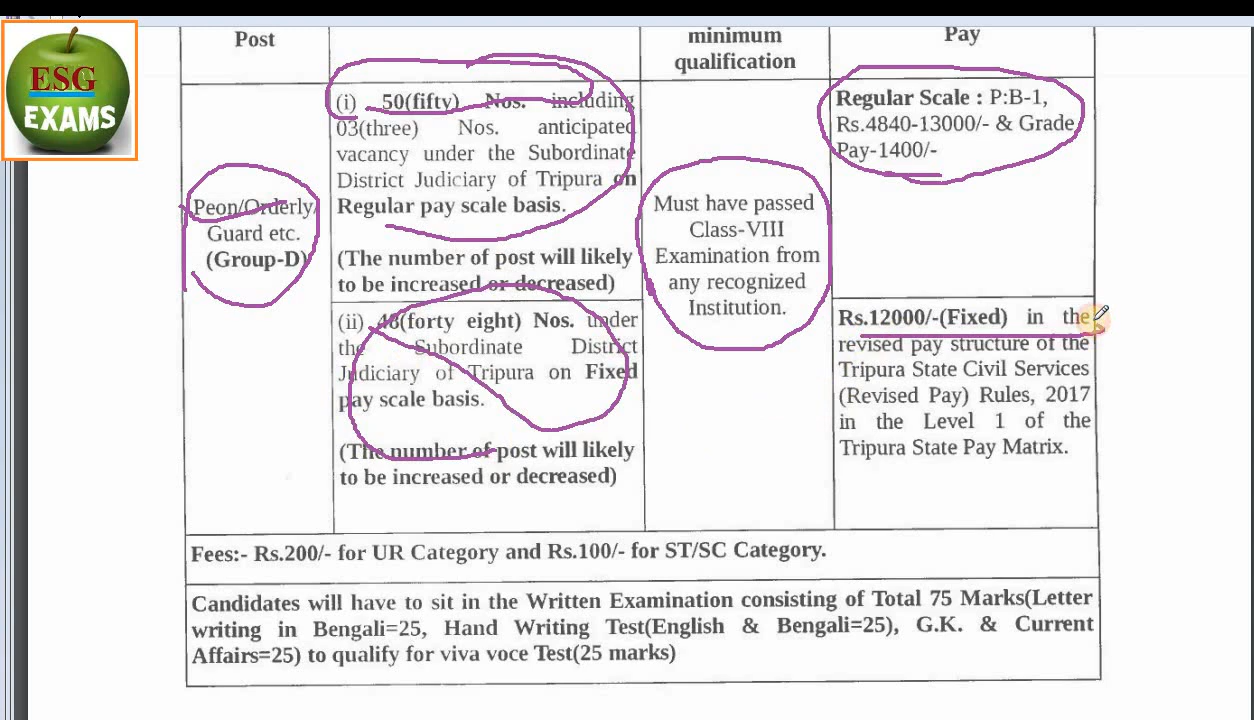 ESG
EXAMS
Post
minimum
qualification
Pay
(i) 50(fifty) Nos. including
03(three) Nos. anticipated
vacancy under the Subordinate
District Judiciary of Tripura on
Regular pay scale basis.
(The number of post will likely
to be increased or decreased)
Regular Scale : P:B-1,
Rs.4840-13000/- & Grade
Pay-1400/-
Peon/Orderly/
Guard etc.
(Group-D)
Must have passed
Class-VIII
Examination from
any recognized
Institution.
(ii) 48(forty eight) Nos. under
the Subordinate District
Judiciary of Tripura on Fixed
pay scale basis.
(The number of post will likely
to be increased or decreased)
Rs.12000/-(Fixed) in the
revised pay structure of the
Tripura State Civil Services
(Revised Pay) Rules, 2017
in the Level 1 of the
Tripura State Pay Matrix.
Fees:- Rs.200/- for UR Category and Rs.100/- for ST/SC Category.
Candidates will have to sit in the Written Examination consisting of Total 75 Marks(Letter
writing in Bengali=25, Hand Writing Test(English & Bengali=25), G.K. & Current
Affairs=25) to qualify for viva voce Test(25 marks)